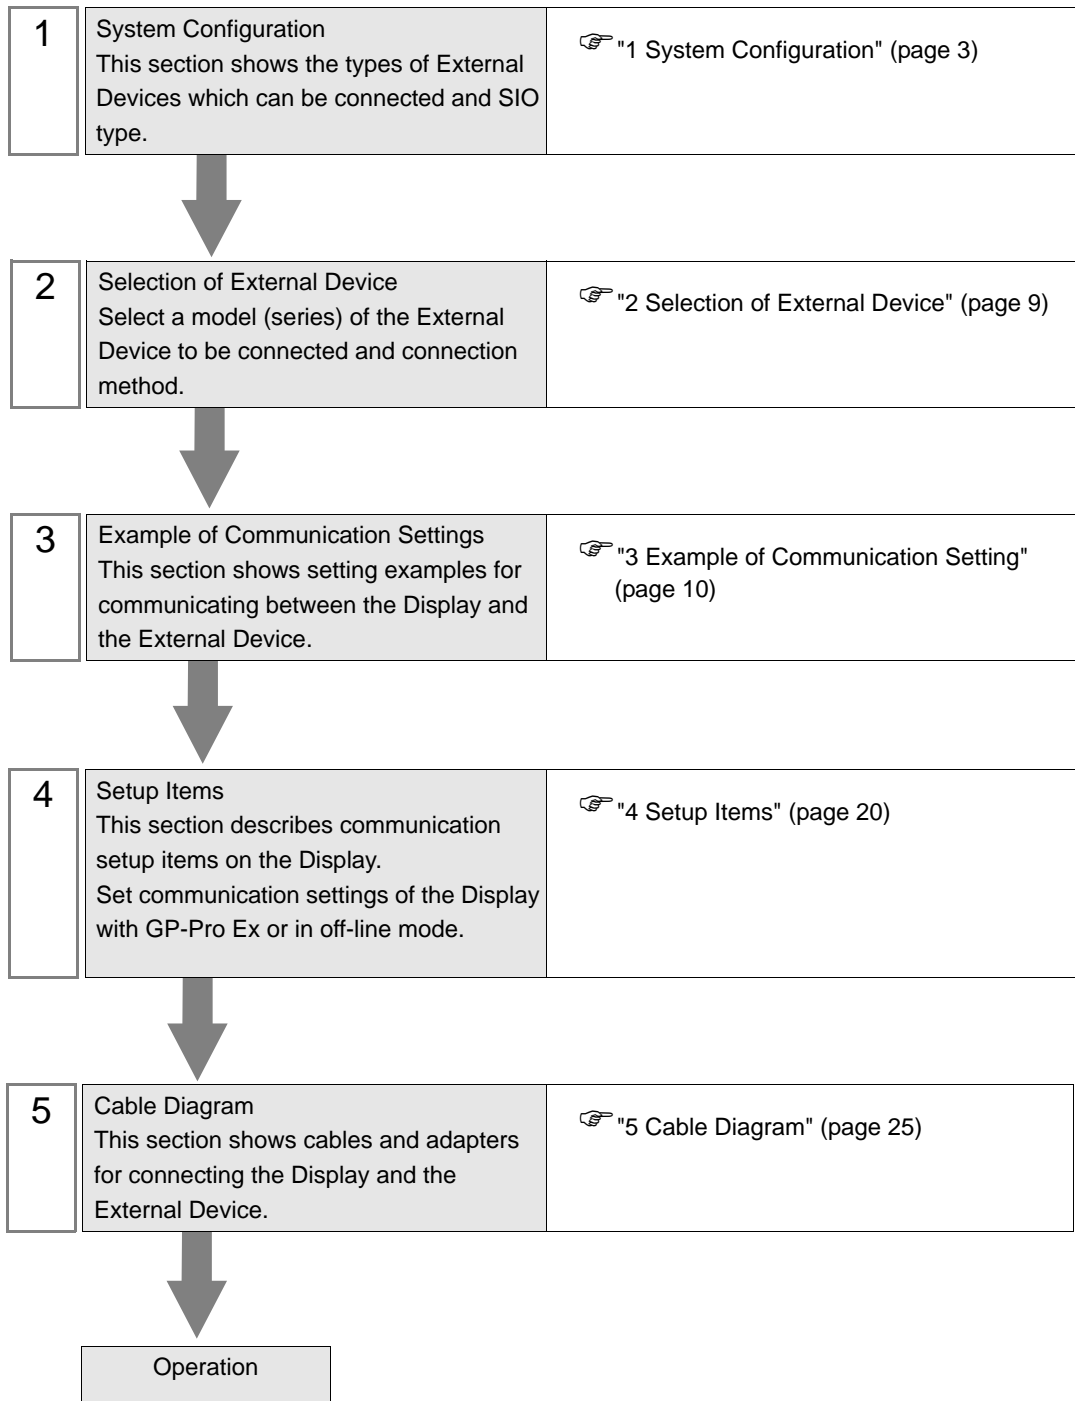 1
System Configuration
This section shows the types of External
Devices which can be connected and SIO
type.
"1 System Configuration" (page 3)
2
Selection of External Device
Select a model (series) of the External
Device to be connected and connection
method.
"2 Selection of External Device" (page 9)
3
Example of Communication Settings
This section shows setting examples for
communicating between the Display and
the External Device.
"3 Example of Communication Setting"
(page 10)
4
Setup Items
This section describes communication
setup items on the Display.
Set communication settings of the Display
with GP-Pro Ex or in off-line mode.
"4 Setup Items" (page 20)
5
Cable Diagram
This section shows cables and adapters
for connecting the Display and the
External Device.
"5 Cable Diagram" (page 25)
Operation